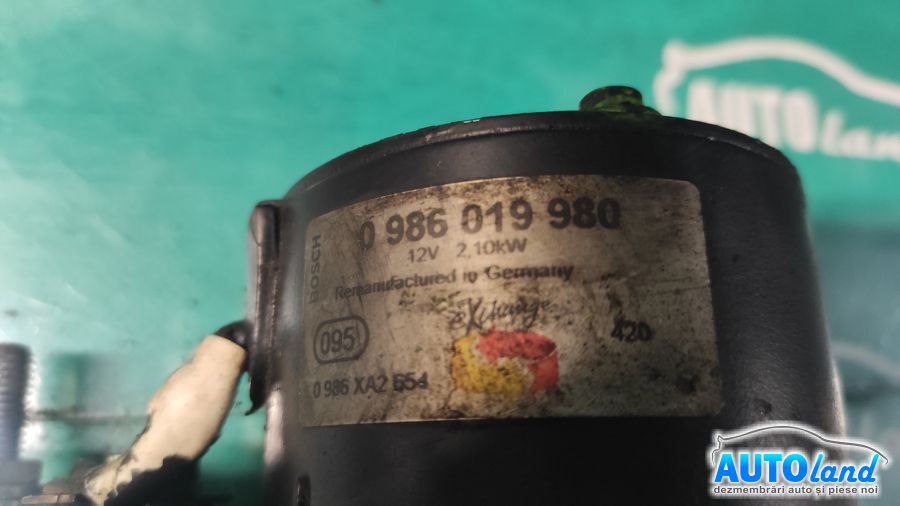 AUTOland
BOSCH
0 986 019 980
12V 2,10kW
Remanufactured in Germany
eXchange
420
095
0 986 XA2 654
AUTOland
dezmembrări auto și piese noi